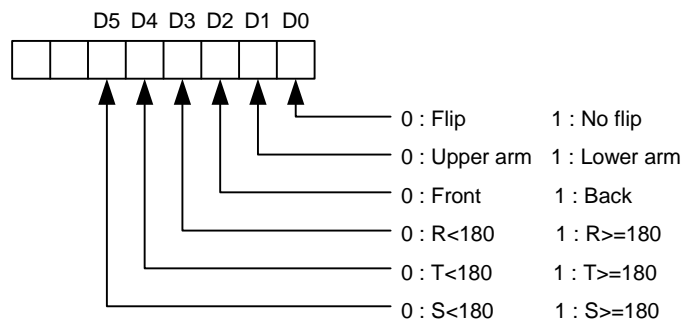 D5 D4 D3 D2 D1 D0
0 : Flip 1 : No flip
0 : Upper arm 1 : Lower arm
0 : Front 1 : Back
0 : R<180 1 : R>=180
0 : T<180 1 : T>=180
0 : S<180 1 : S>=180